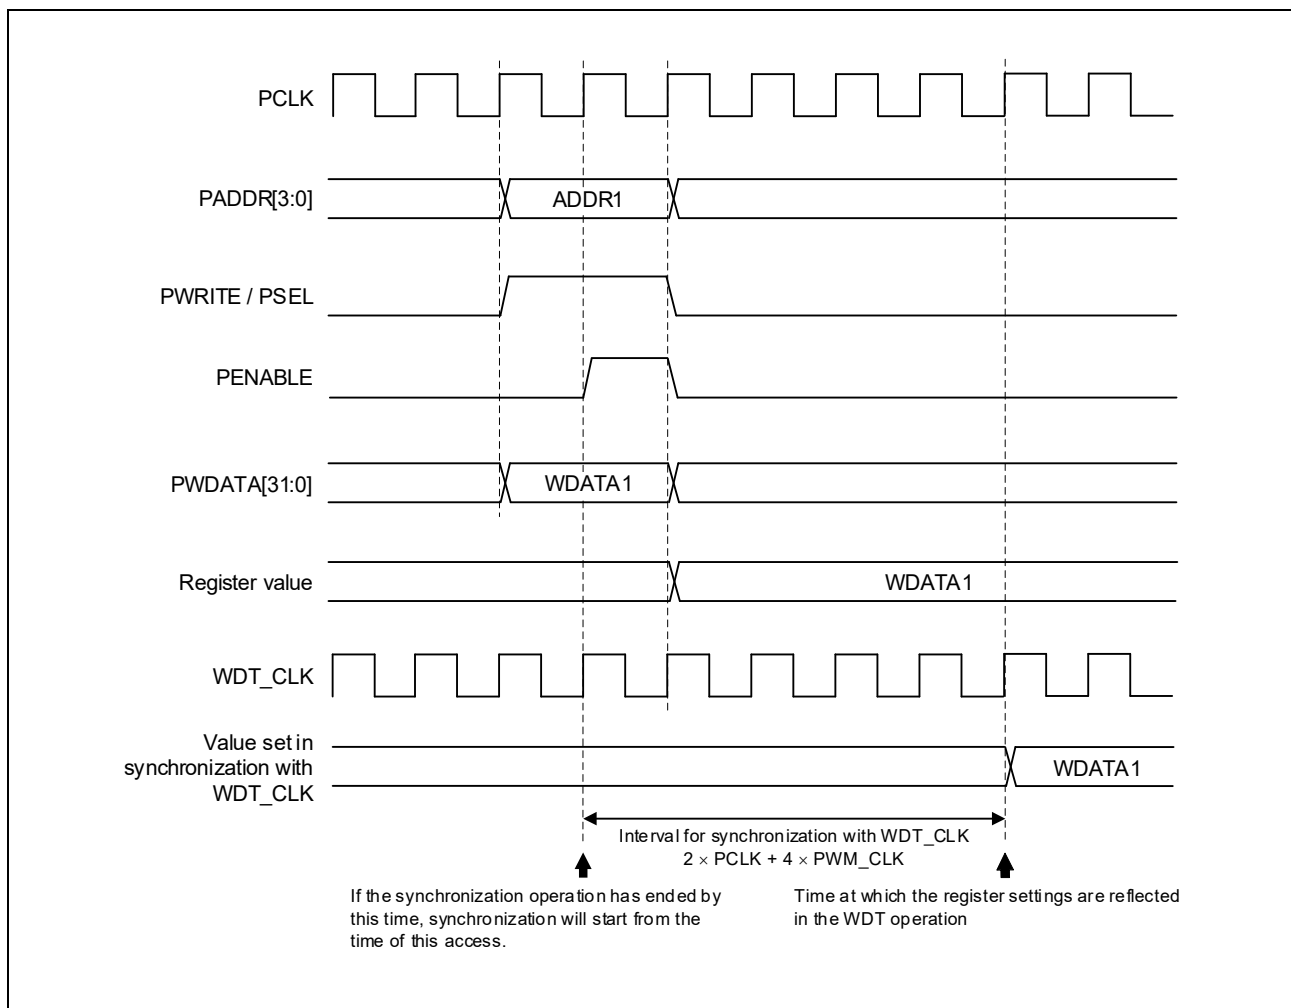 PCLK
PADDR[3:0]
ADDR1
PWRITE / PSEL
PENABLE
PWDATA[31:0]
WDATA1
Register value
WDATA1
WDT_CLK
Value set in
synchronization with
WDT_CLK
WDATA1
Interval for synchronization with WDT_CLK
2 × PCLK + 4 × PWM_CLK
If the synchronization operation has ended by
this time, synchronization will start from the
time of this access.
Time at which the register settings are reflected
in the WDT operation